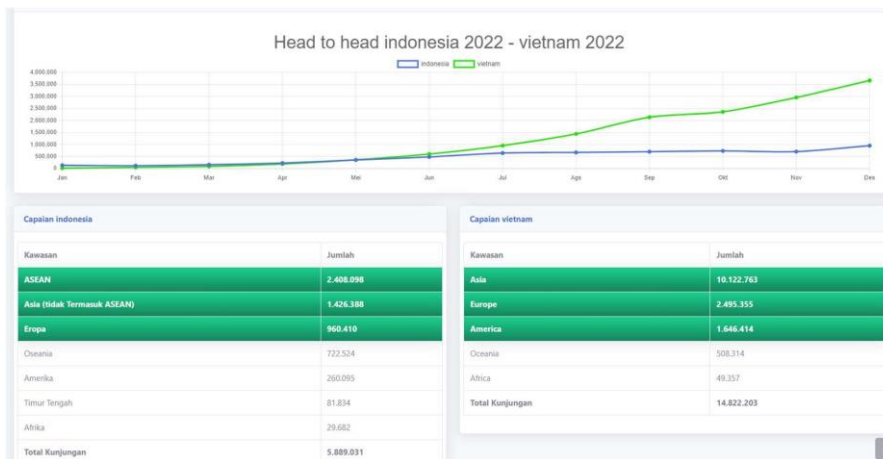 Head to head indonesia 2022 - vietnam 2022
indonesia vietnam
4,000,000
3,500,000
3,000,000
2,500,000
2,000,000
1,500,000
1,000,000
500,000
0
Jan Feb Mar Apr Mei Jun Jul Ags Sep Okt Nov Des
Capaian indonesia
Kawasan Jumlah
ASEAN 2.408.098
Asia (tidak Termasuk ASEAN) 1.426.388
Eropa 960.410
Oseania 722.524
Amerika 260.095
Timur Tengah 81.834
Afrika 29.682
Total Kunjungan 5.889.031
Capaian vietnam
Kawasan Jumlah
Asia 10.122.763
Europe 2.495.355
America 1.646.414
Oceania 508.314
Africa 49.357
Total Kunjungan 14.822.203